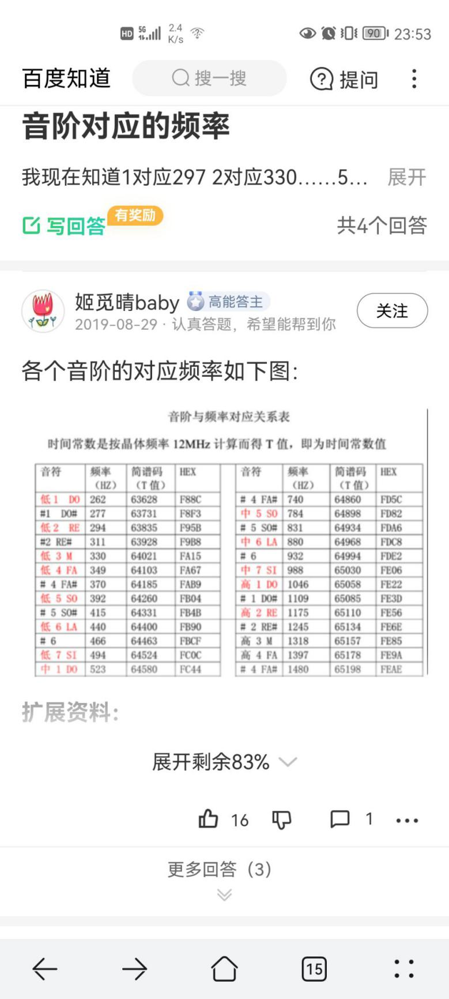 HD 5G 2.4 K/s 90 23:53
百度知道 搜一搜 提问
音阶对应的频率
我现在知道1对应297 2对应330……5... 展开
写回答 有奖励 共4个回答
姬觅晴baby 高能答主 关注
2019-08-29 · 认真答题，希望能帮到你
各个音阶的对应频率如下图：
音阶与频率对应关系表
时间常数是按晶体频率 12MHz 计算而得 T 值，即为时间常数值
音符 频率（HZ） 简谱码（T 值） HEX 音符 频率（HZ） 简谱码（T 值） HEX
低 1 DO 262 63628 F88C # 4 FA# 740 64860 FD5C
#1 DO# 277 63731 F8F3 中 5 SO 784 64898 FD82
低 2 RE 294 63835 F95B # 5 SO# 831 64934 FDA6
#2 RE# 311 63928 F9B8 中 6 LA 880 64968 FDC8
低 3 M 330 64021 FA15 # 6 932 64994 FDE2
低 4 FA 349 64103 FA67 中 7 SI 988 65030 FE06
# 4 FA# 370 64185 FAB9 高 1 DO 1046 65058 FE22
低 5 SO 392 64260 FB04 # 1 DO# 1109 65085 FE3D
# 5 SO# 415 64331 FB4B 高 2 RE 1175 65110 FE56
低 6 LA 440 64400 FB90 # 2 RE# 1245 65134 FE6E
# 6 466 64463 FBCF 高 3 M 1318 65157 FE85
低 7 SI 494 64524 FC0C 高 4 FA 1397 65178 FE9A
中 1 DO 523 64580 FC44 # 4 FA# 1480 65198 FEAE
扩展资料：
展开剩余83%
16 1
更多回答（3）
15